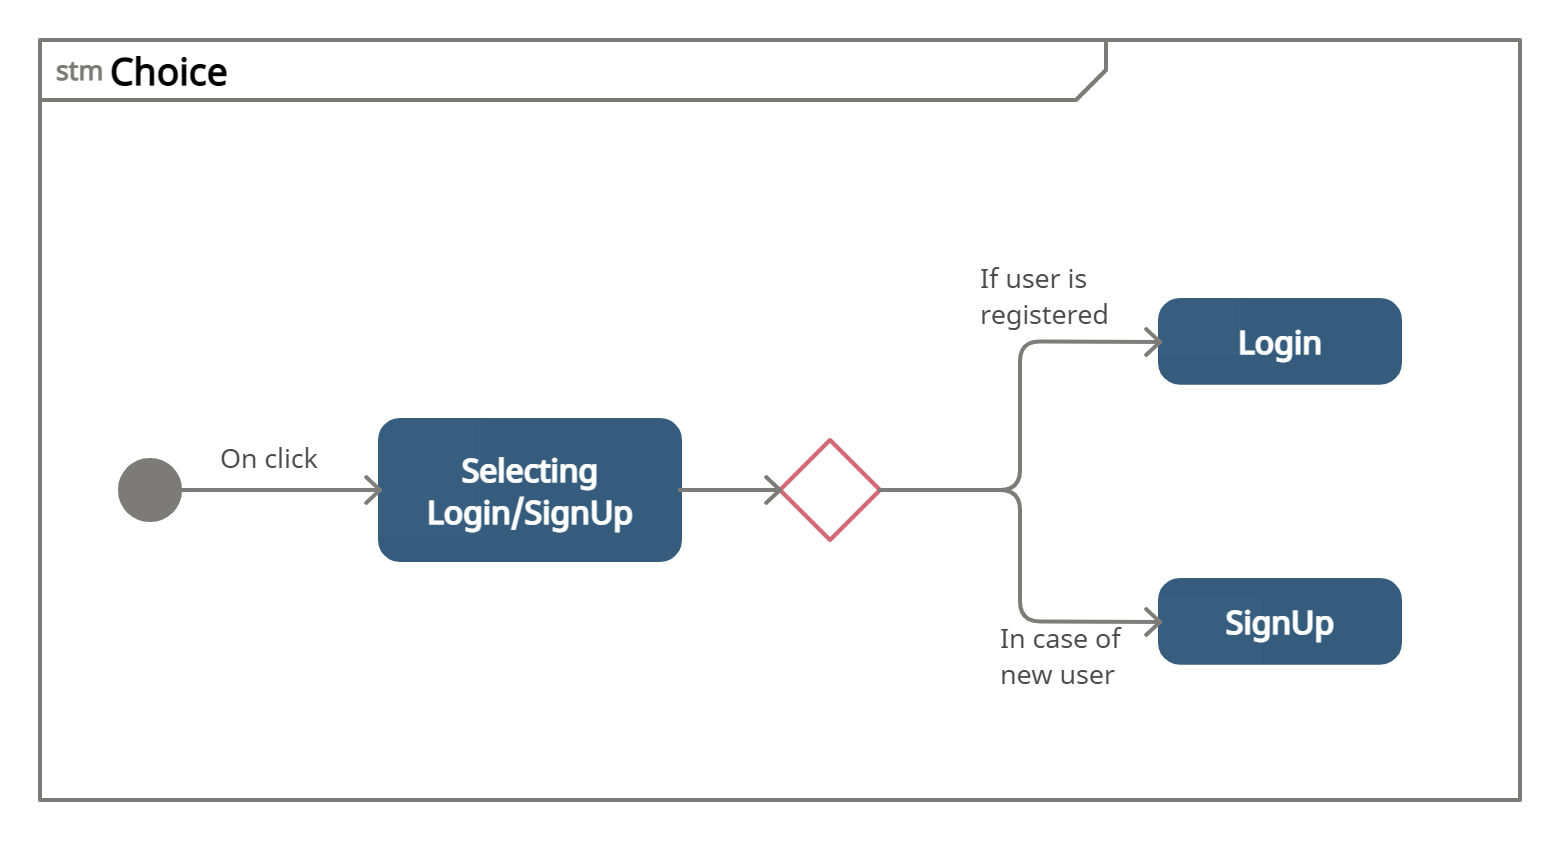 stm Choice
If user is
registered
Login
On click
Selecting
Login/SignUp
SignUp
In case of
new user